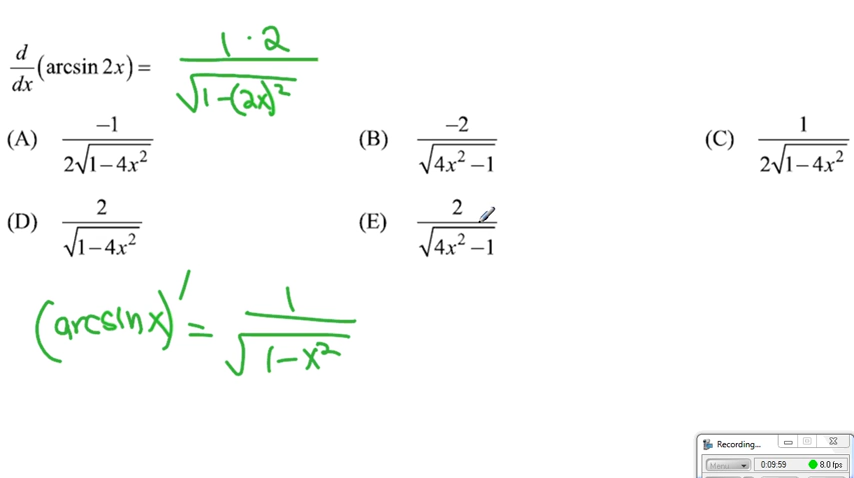 d/dx (arcsin 2x) = 1 · 2 / √(1-(2x)²)
(A) -1 / 2√(1-4x²) (B) -2 / √(4x²-1) (C) 1 / 2√(1-4x²)
(D) 2 / √(1-4x²) (E) 2 / √(4x²-1)
(arcsin x)' = 1 / √(1-x²)
Recording...
Menu 0:09:59 8.0 fps